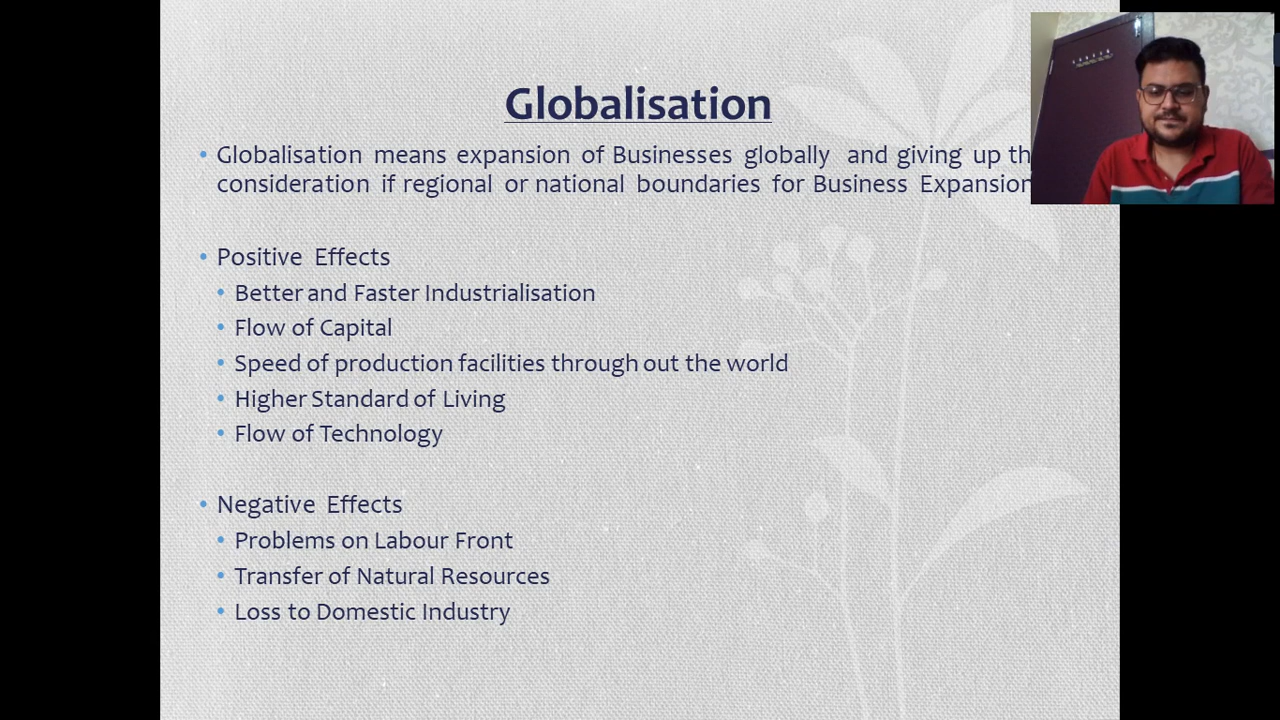 Globalisation
• Globalisation means expansion of Businesses globally and giving up
consideration if regional or national boundaries for Business Expansion
• Positive Effects
• Better and Faster Industrialisation
• Flow of Capital
• Speed of production facilities through out the world
• Higher Standard of Living
• Flow of Technology
• Negative Effects
• Problems on Labour Front
• Transfer of Natural Resources
• Loss to Domestic Industry